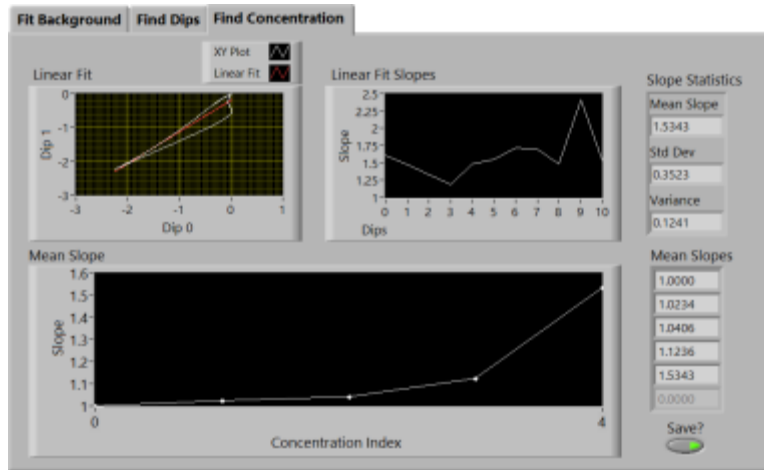 Fit Background Find Dips Find Concentration
XY Plot
Linear Fit
Linear Fit
0
-1
-2
-3
Dip 1
-3 -2 -1 0 1
Dip 0
Linear Fit Slopes
2.5
2.25
2
1.75
1.5
1.25
1
Slope
0 1 2 3 4 5 6 7 8 9 10
Dips
Slope Statistics
Mean Slope
1.5343
Std Dev
0.3523
Variance
0.1241
Mean Slope
1.6
1.5
1.4
1.3
1.2
1.1
1
Slope
0 4
Concentration Index
Mean Slopes
1.0000
1.0234
1.0406
1.1236
1.5343
0.0000
Save?